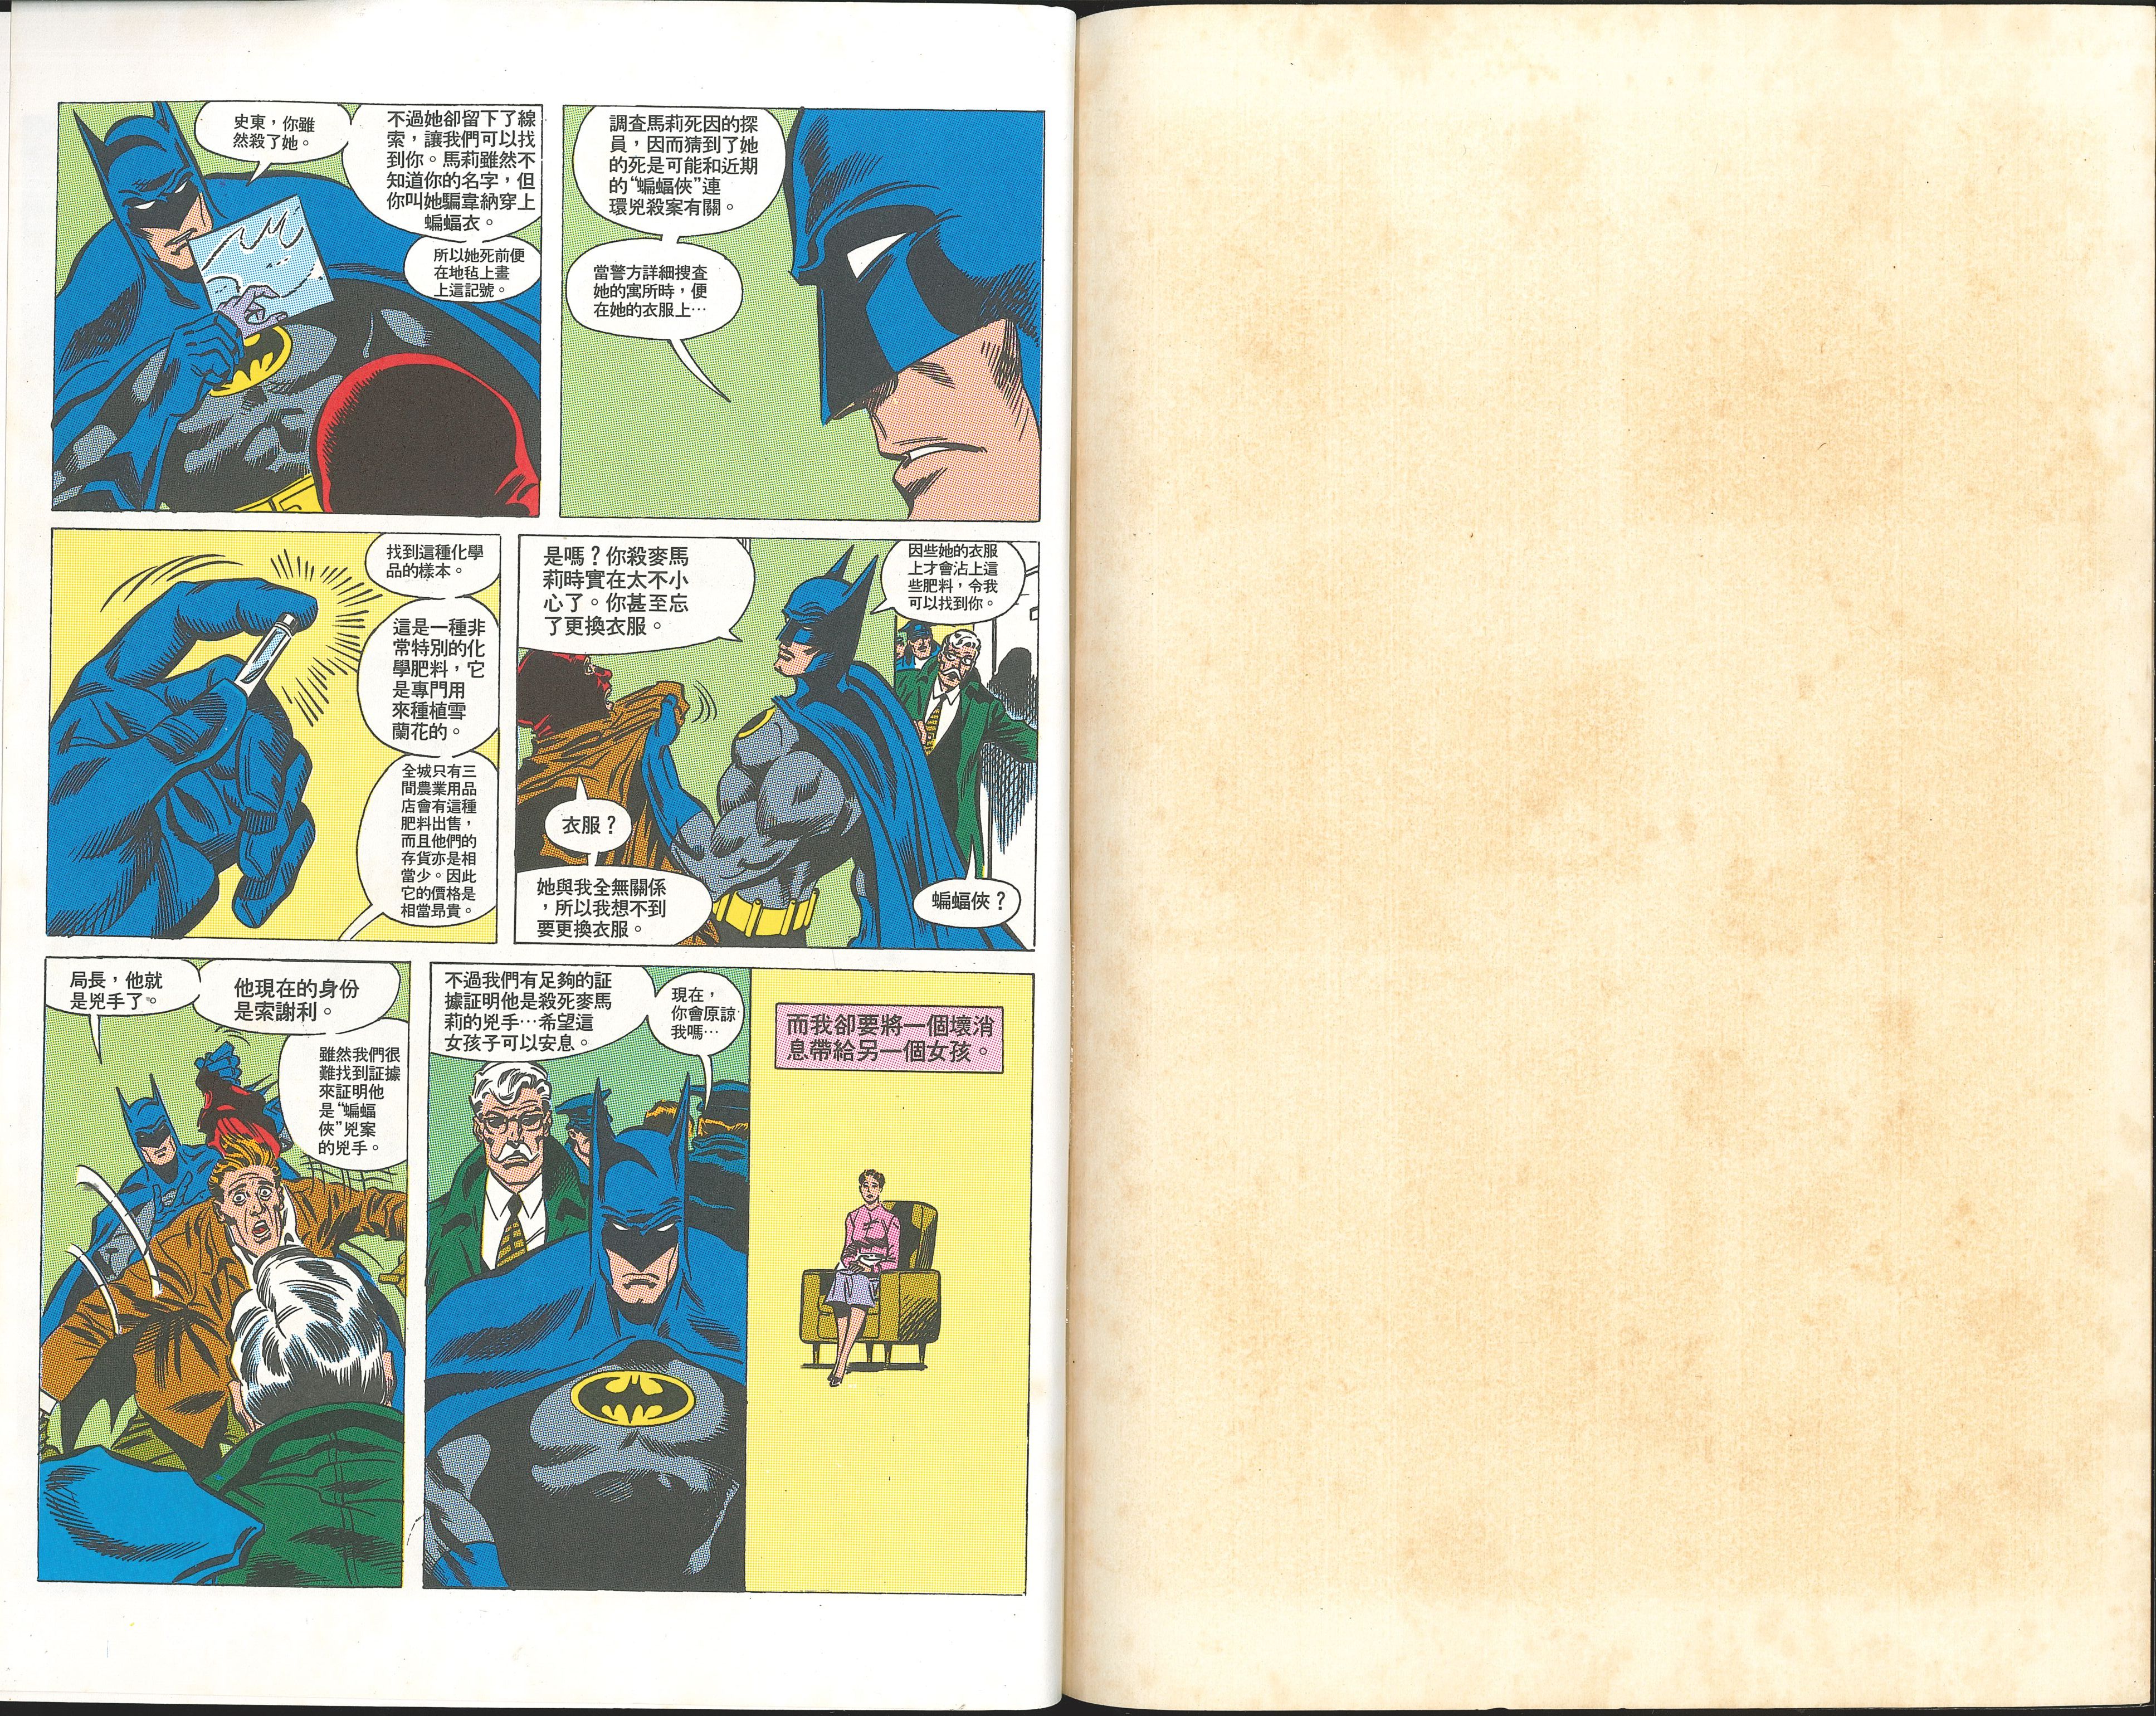 史東，你雖
然殺了她。
不過她卻留下了線
索，讓我們可以找
到你。馬莉雖然不
知道你的名字，但
你叫她騙韋納穿上
蝙蝠衣。
所以她死前便
在地毡上畫
上這記號。
調查馬莉死因的探
員，因而猜到了她
的死是可能和近期
的“蝙蝠俠”連
環兇殺案有關。
當警方詳細搜查
她的寓所時，便
在她的衣服上…
找到這種化學
品的樣本。
這是一種非
常特別的化
學肥料，它
是專門用
來種植雪
蘭花的。
全城只有三
間農業用品
店會有這種
肥料出售，
而且他們的
存貨亦是相
當少。因此
它的價格是
相當昂貴。
是嗎？你殺麥馬
莉時實在太不小
心了。你甚至忘
了更換衣服。
因些她的衣服
上才會沾上這
些肥料，令我
可以找到你。
衣服？
她與我全無關係
，所以我想不到
要更換衣服。
蝙蝠俠？
局長，他就
是兇手了。
他現在的身份
是索謝利。
雖然我們很
難找到証據
來証明他
是“蝙蝠
俠”兇案
的兇手。
不過我們有足夠的証
據証明他是殺死麥馬
莉的兇手…希望這
女孩子可以安息。
現在，
你會原諒
我嗎…
而我卻要將一個壞消
息帶給另一個女孩。